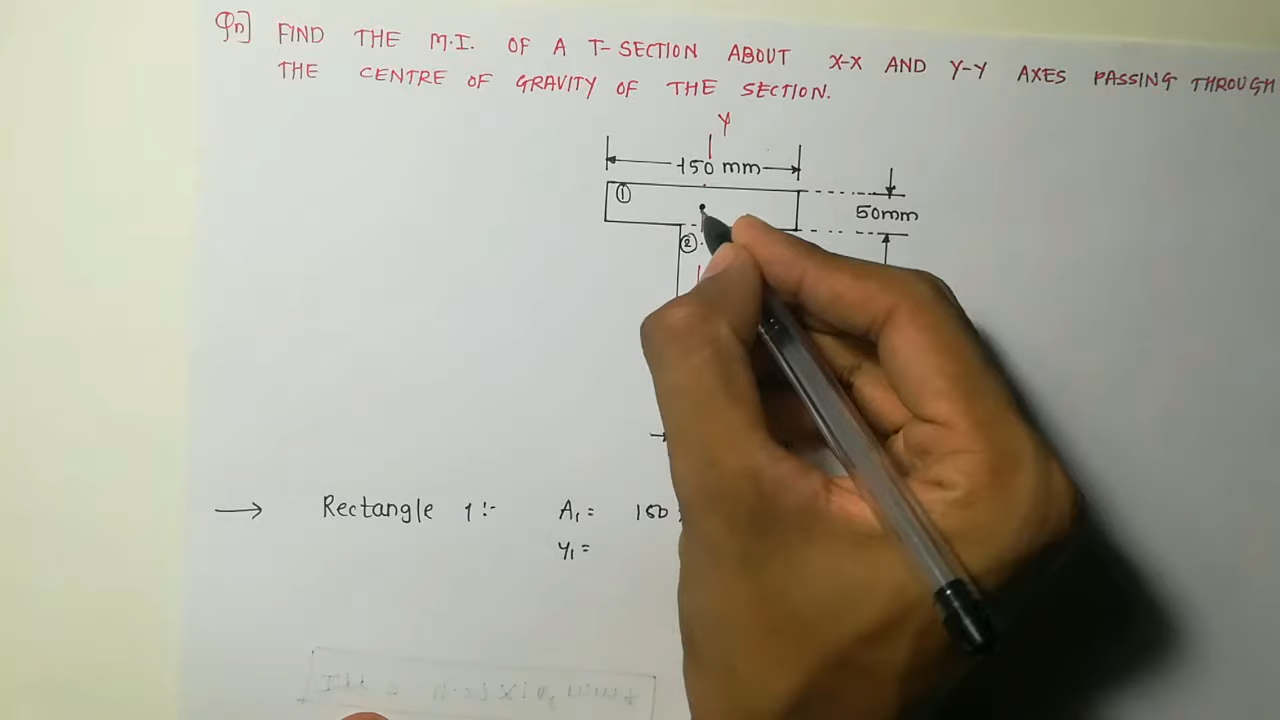 Qn] FIND THE M.I. OF A T-SECTION ABOUT X-X AND Y-Y AXES PASSING THROUGH
THE CENTRE OF GRAVITY OF THE SECTION.
Y
150 mm
①
50mm
②
→ Rectangle 1:- A₁ = 150
Y₁ =